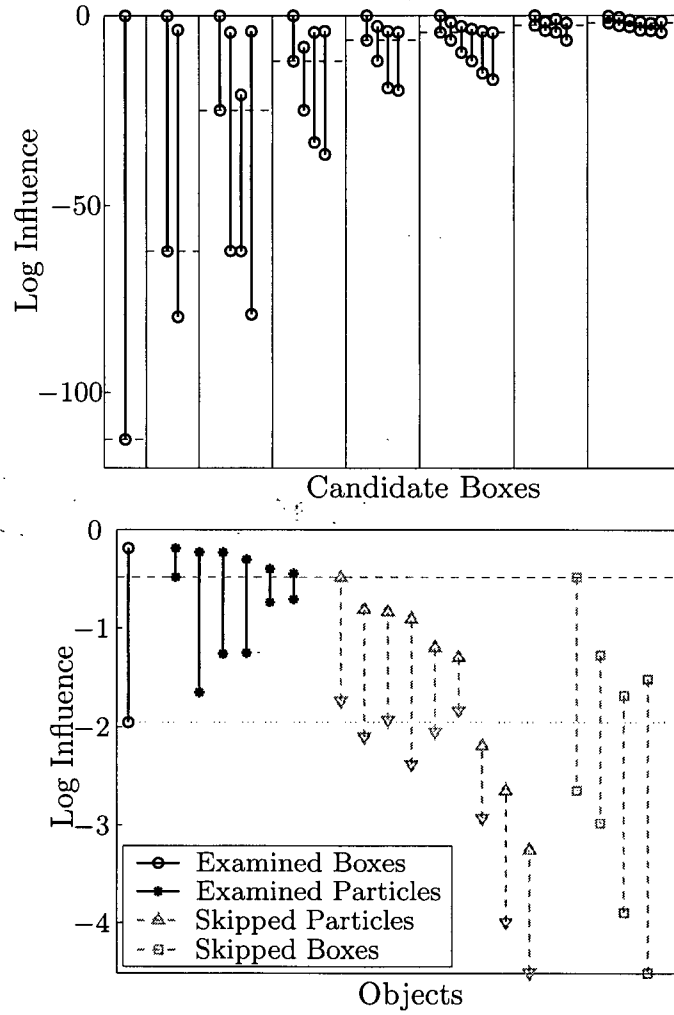 0
−50
−100
Log Influence
Candidate Boxes
0
−1
−2
−3
−4
Log Influence
Examined Boxes
Examined Particles
Skipped Particles
Skipped Boxes
Objects